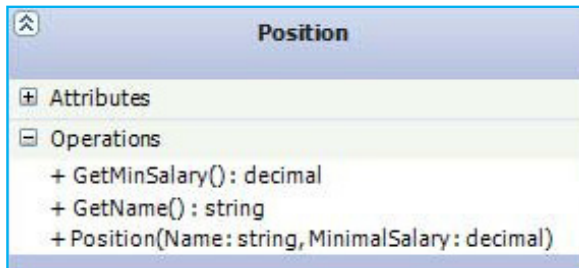 Position
Attributes
Operations
+ GetMinSalary() : decimal
+ GetName() : string
+ Position(Name : string, MinimalSalary : decimal)